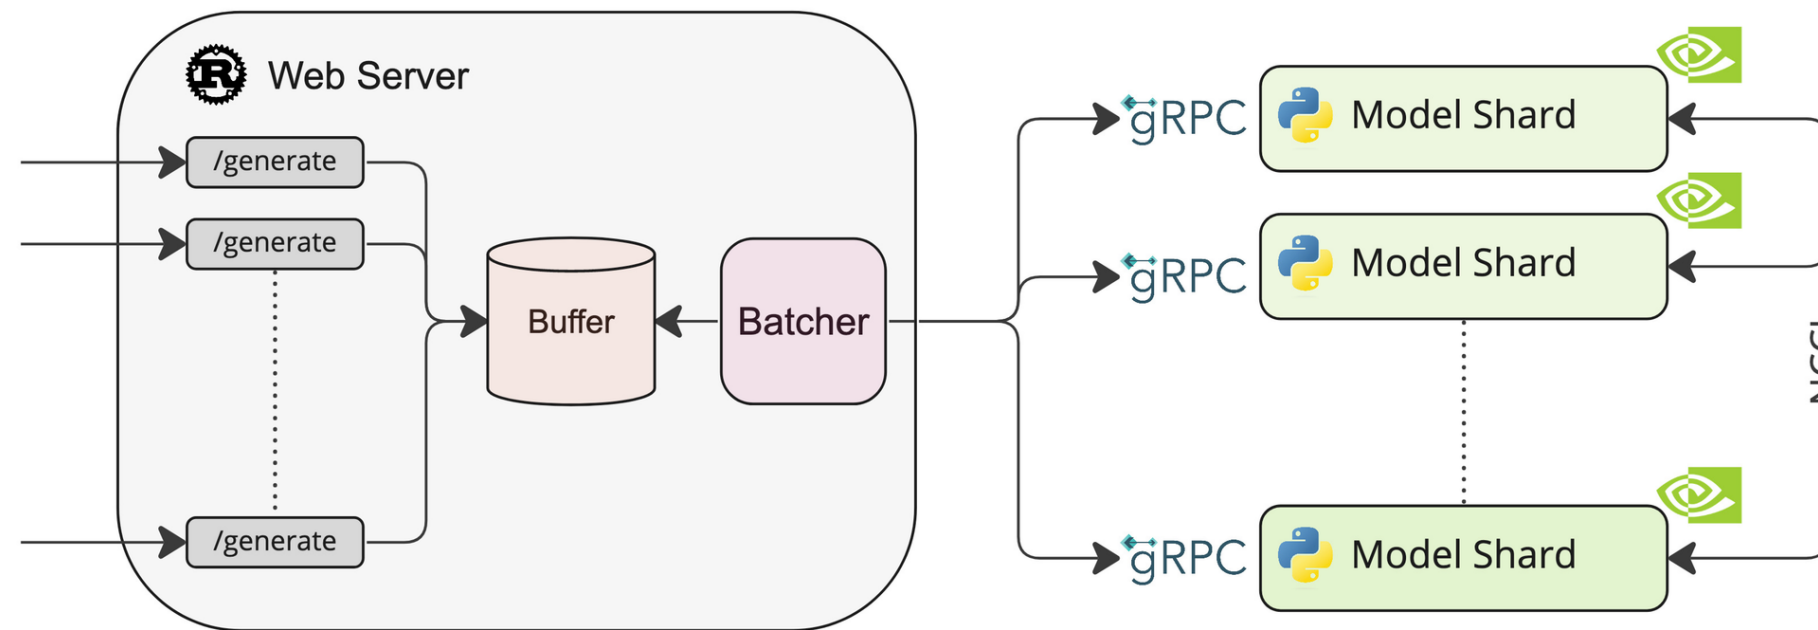 Web Server
/generate
/generate
/generate
Buffer
Batcher
gRPC
Model Shard
gRPC
Model Shard
gRPC
Model Shard